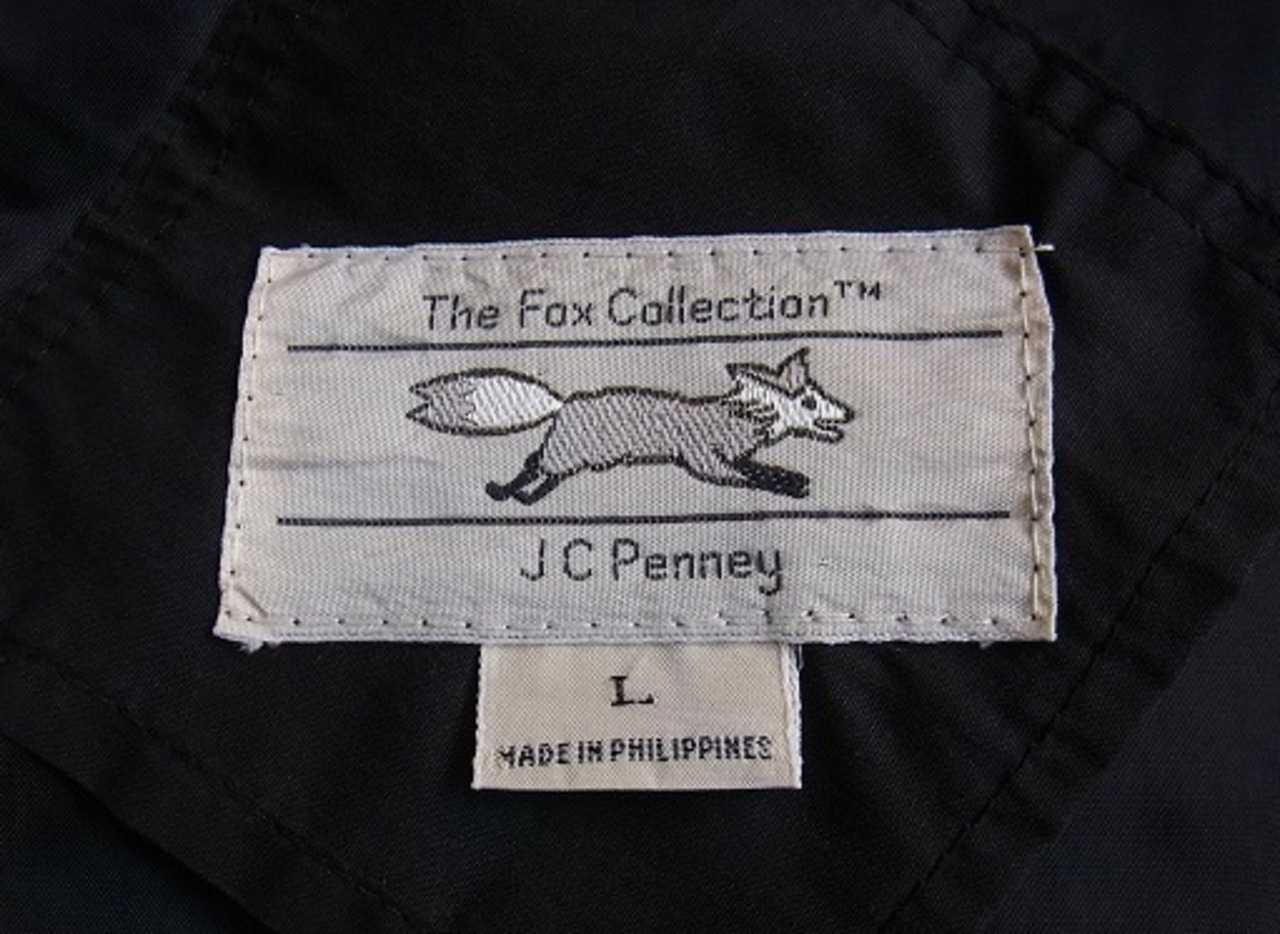 The Fox Collection™
J C Penney
L
MADE IN PHILIPPINES